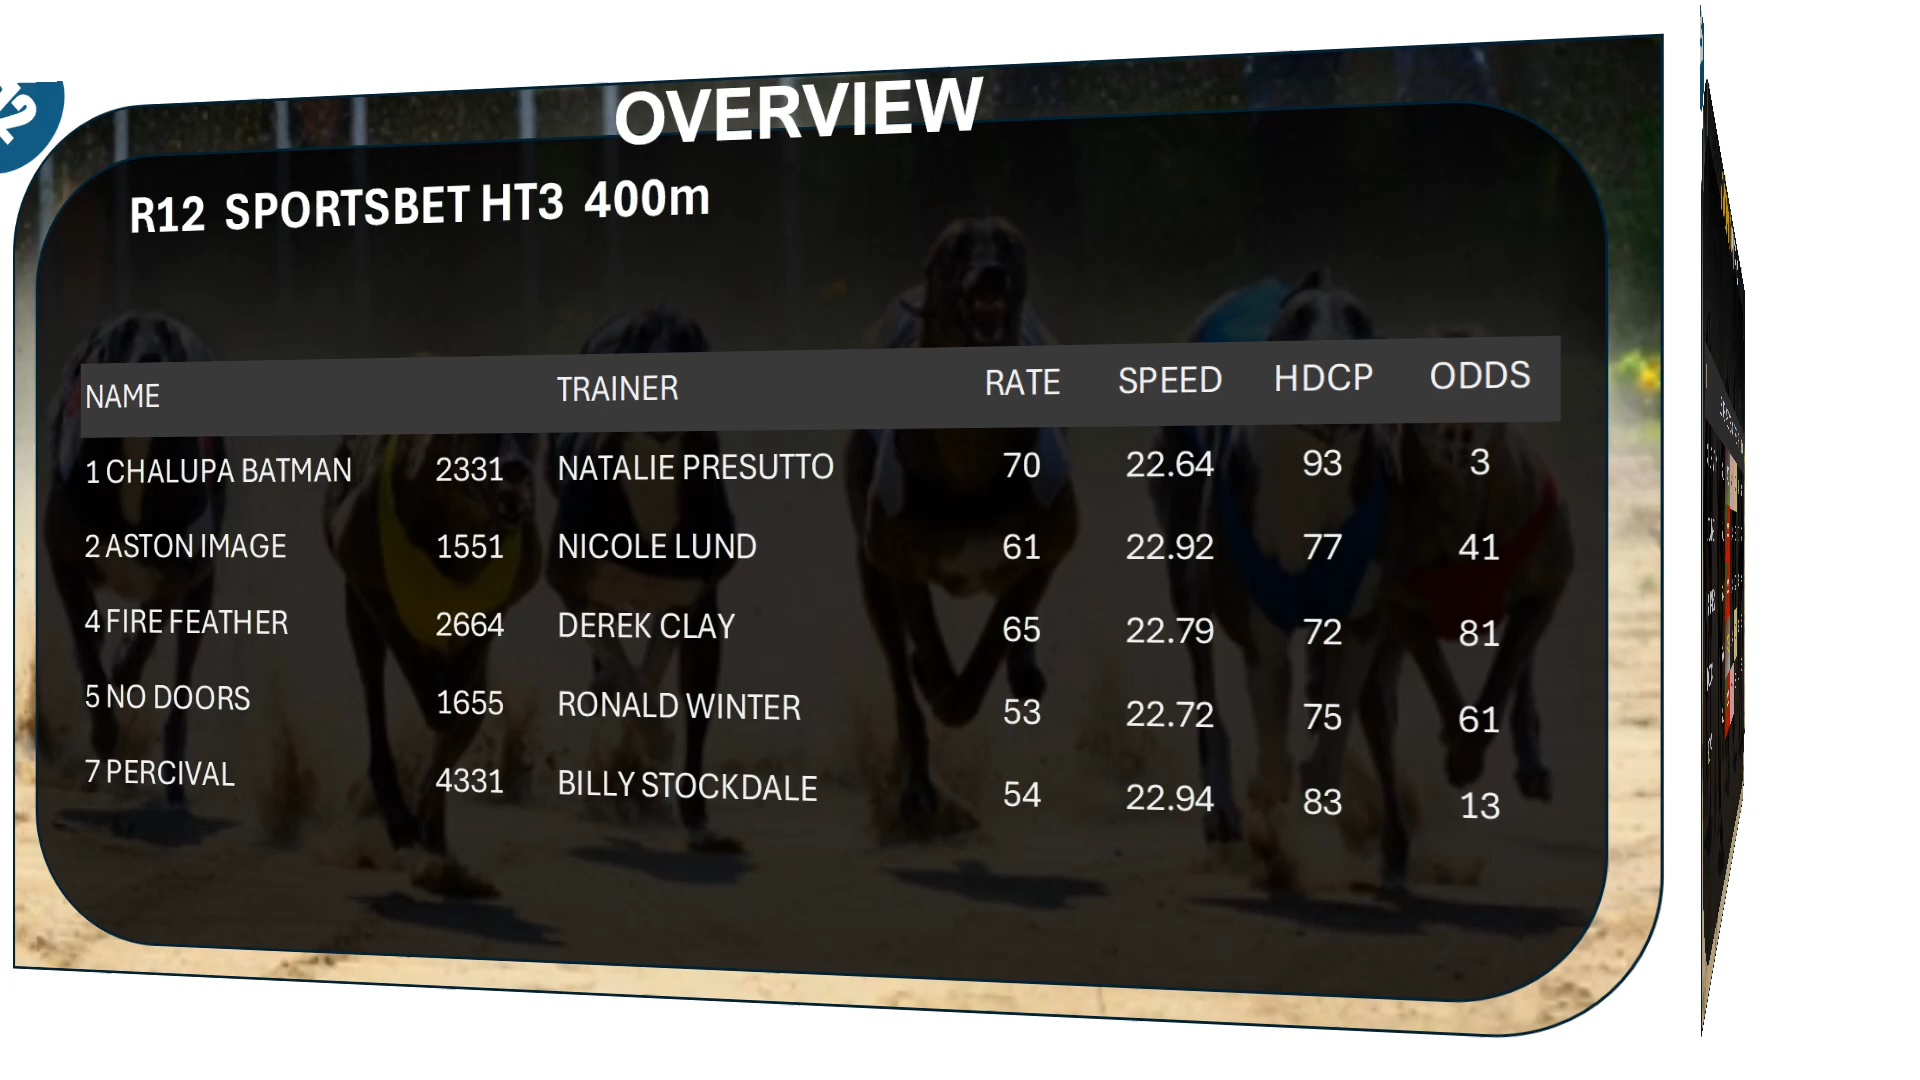 OVERVIEW
R12 SPORTSBET HT3 400m
NAME TRAINER RATE SPEED HDCP ODDS
1 CHALUPA BATMAN 2331 NATALIE PRESUTTO 70 22.64 93 3
2 ASTON IMAGE 1551 NICOLE LUND 61 22.92 77 41
4 FIRE FEATHER 2664 DEREK CLAY 65 22.79 72 81
5 NO DOORS 1655 RONALD WINTER 53 22.72 75 61
7 PERCIVAL 4331 BILLY STOCKDALE 54 22.94 83 13